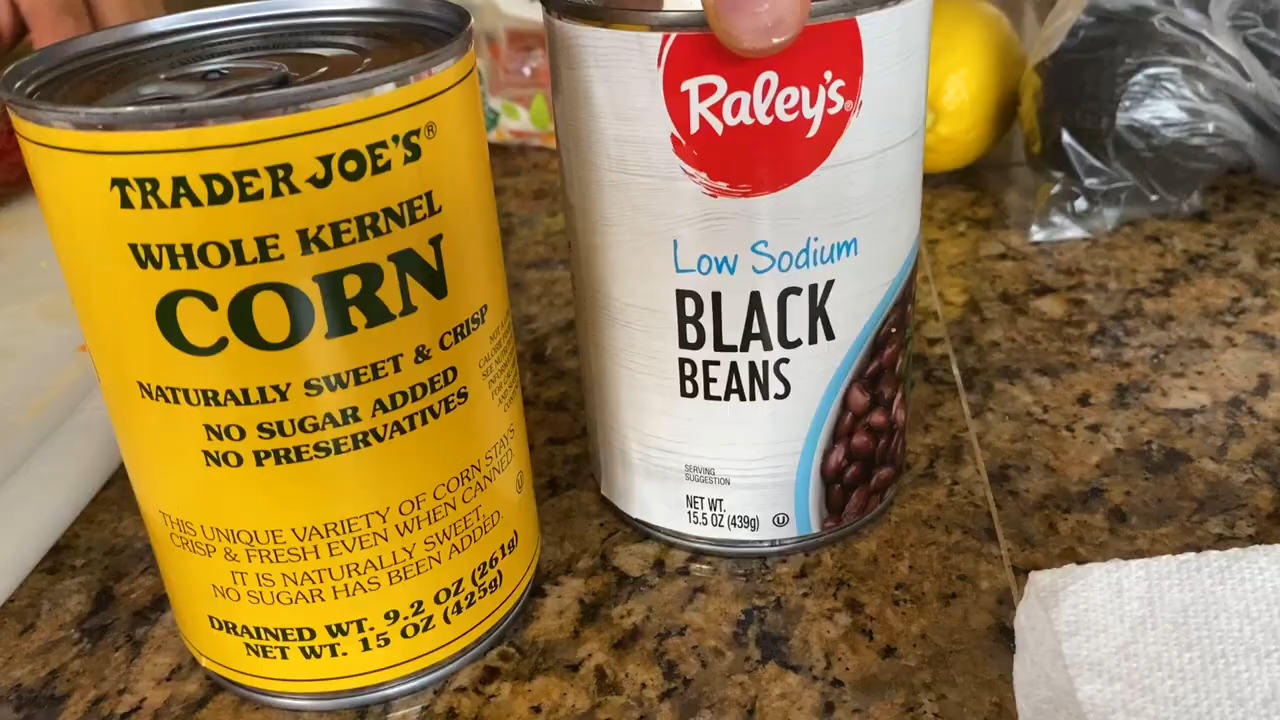 TRADER JOE'S®
WHOLE KERNEL
CORN
NATURALLY SWEET & CRISP
NO SUGAR ADDED
NO PRESERVATIVES
THIS UNIQUE VARIETY OF CORN STAYS
CRISP & FRESH EVEN WHEN CANNED.
IT IS NATURALLY SWEET,
NO SUGAR HAS BEEN ADDED.
DRAINED WT. 9.2 OZ (261g)
NET WT. 15 OZ (425g)
Raley's®
Low Sodium
BLACK
BEANS
SERVING
SUGGESTION
NET WT.
15.5 OZ (439g)